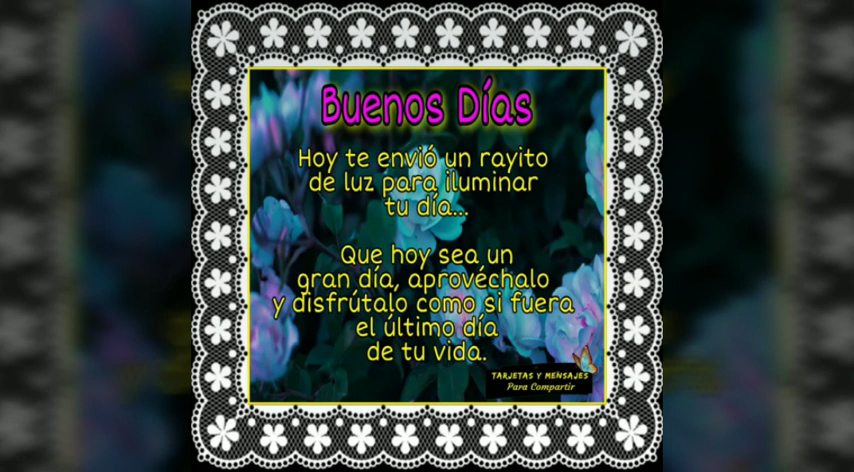 Buenos Días
Hoy te envió un rayito
de luz para iluminar
tu día...
Que hoy sea un
gran día, aprovéchalo
y disfrútalo como si fuera
el último día
de tu vida.
TARJETAS Y MENSAJES
Para Compartir